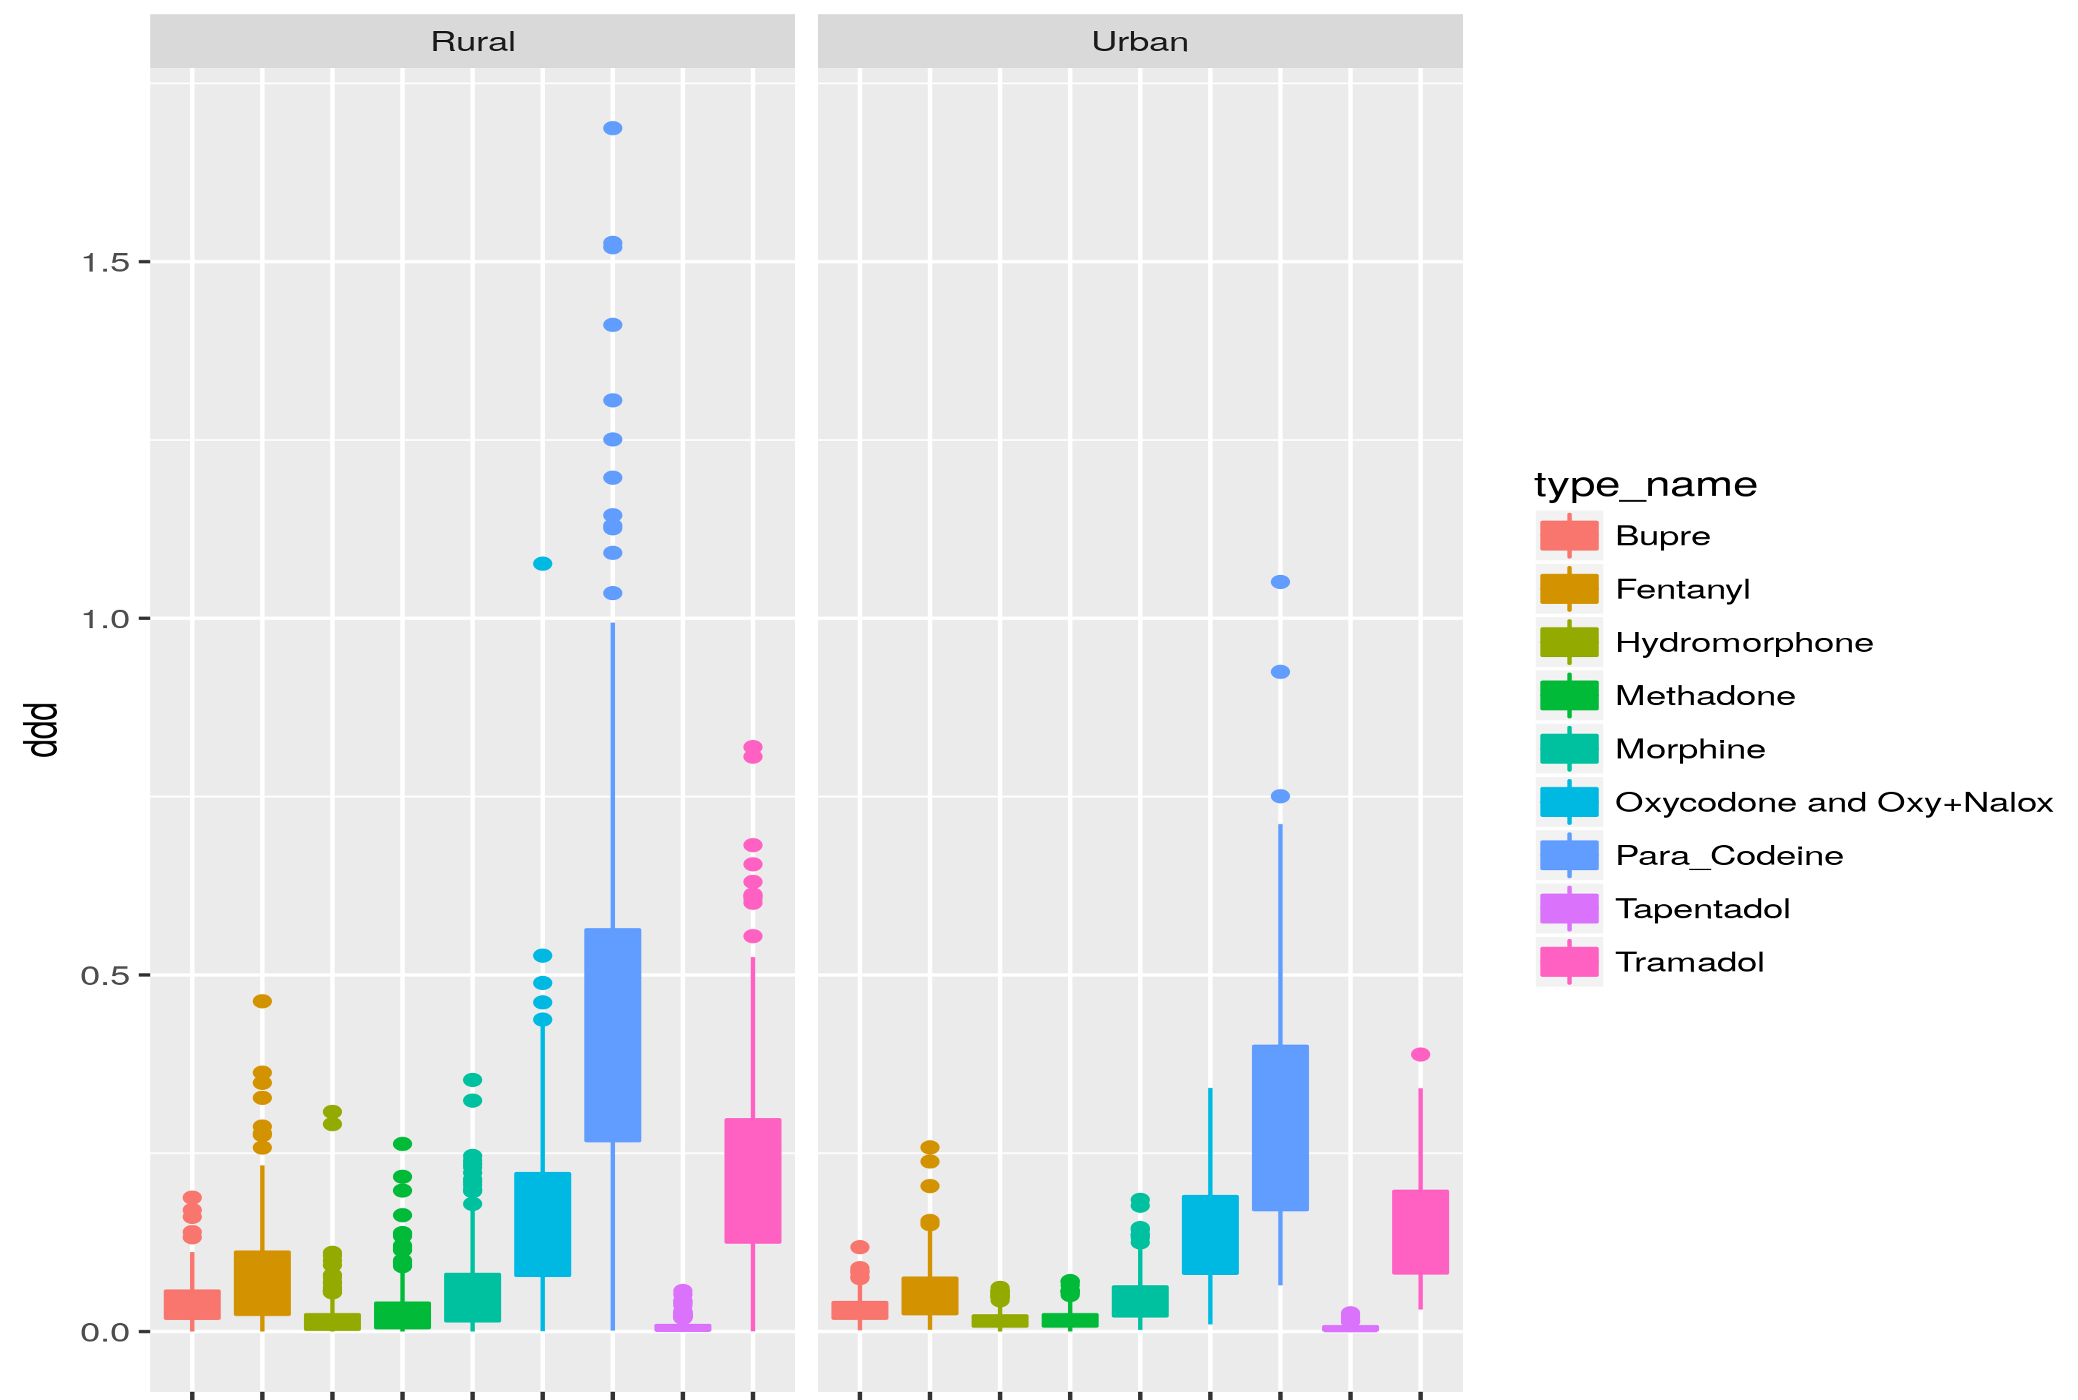 Rural
Urban
1.5
1.0
0.5
0.0
ddd
type_name
Bupre
Fentanyl
Hydromorphone
Methadone
Morphine
Oxycodone and Oxy+Nalox
Para_Codeine
Tapentadol
Tramadol